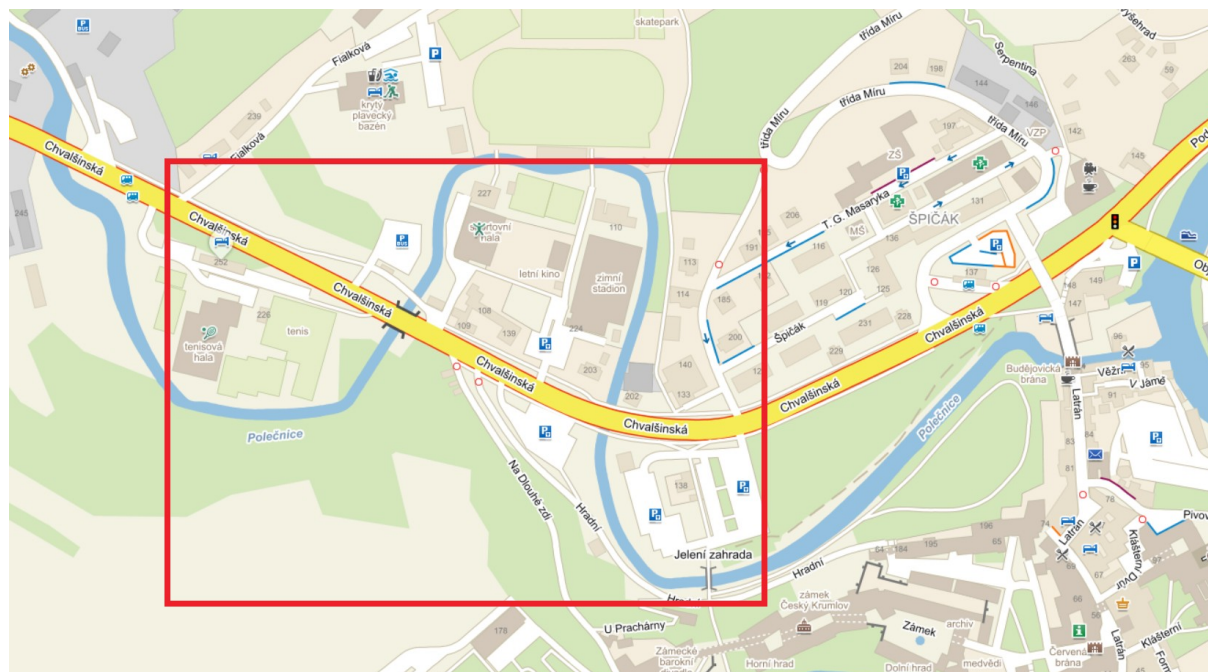 skatepark
Vyšehrad
třída Míru
Serpentina
263
59
Fialková
204
198
144
146
třída Míru
krytý
plavecký
bazén
239
197
třída Míru
VZP
142
Fialková
ZŠ
145
Chvalšinská
245
227
131
T. G. Masaryka
ŠPIČÁK
Chvalšinská
sportovní
hala
110
206
191
MŠ
136
116
252
113
letní kino
zimní
stadion
126
137
148
149
Chvalšinská
114
185
120
125
147
108
119
226
109
139
224
231
228
Chvalšinská
tenis
200
Špičák
tenisová
hala
229
96
Budějovická
brána
Chvalšinská
203
140
Věžní
95
V Jámě
202
133
91
Chvalšinská
Chvalšinská
Latrán
Polečnice
Polečnice
83
84
81
Na Dlouhé zdi
138
78
Hradní
74
Latrán
196
65
Jelení zahrada
64
184
195
Hradní
69
67
Klášterní Dvůr
97
Hradní
zámek
Český Krumlov
66
56
U Prachárny
Zámek
archiv
Klášterní
178
Zámecké
barokní
divadlo
Horní hrad
Dolní hrad
medvědi
Červená
brána
Latrán